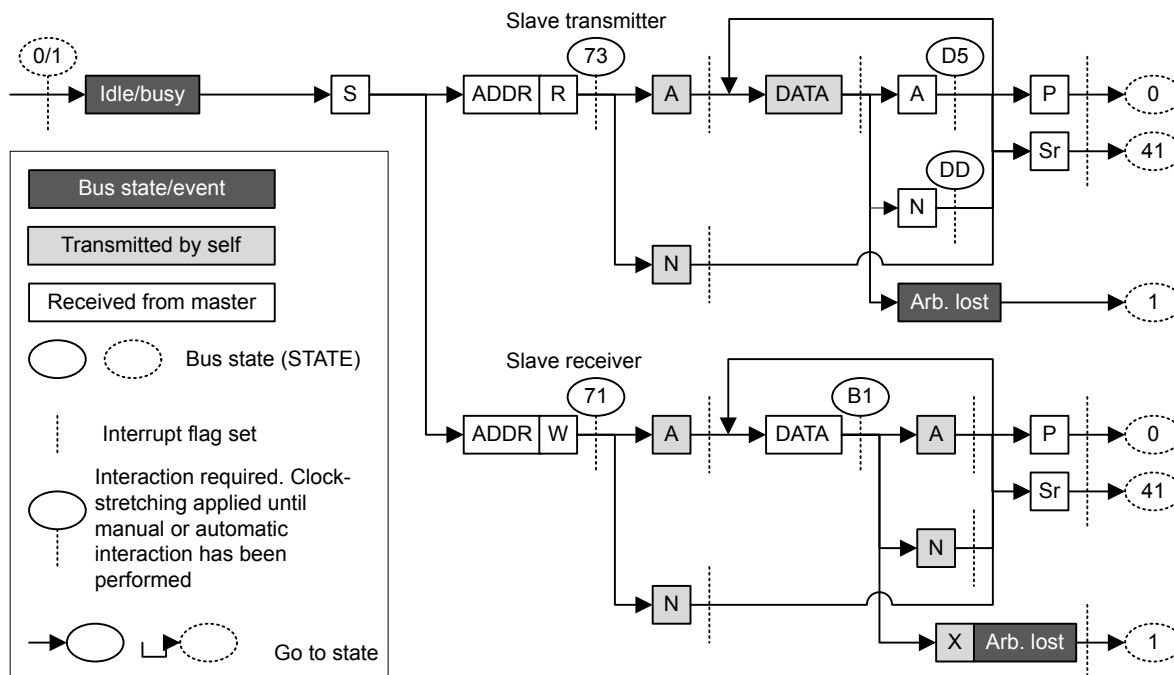 Slave transmitter
0/1
73
D5
Idle/busy
S
ADDR R
A
DATA
A
P
0
Sr
41
DD
N
N
Arb. lost
1
Bus state/event
Transmitted by self
Received from master
Bus state (STATE)
Interrupt flag set
Interaction required. Clock-
stretching applied until
manual or automatic
interaction has been
performed
Go to state
Slave receiver
71
B1
ADDR W
A
DATA
A
P
0
Sr
41
N
N
X Arb. lost
1